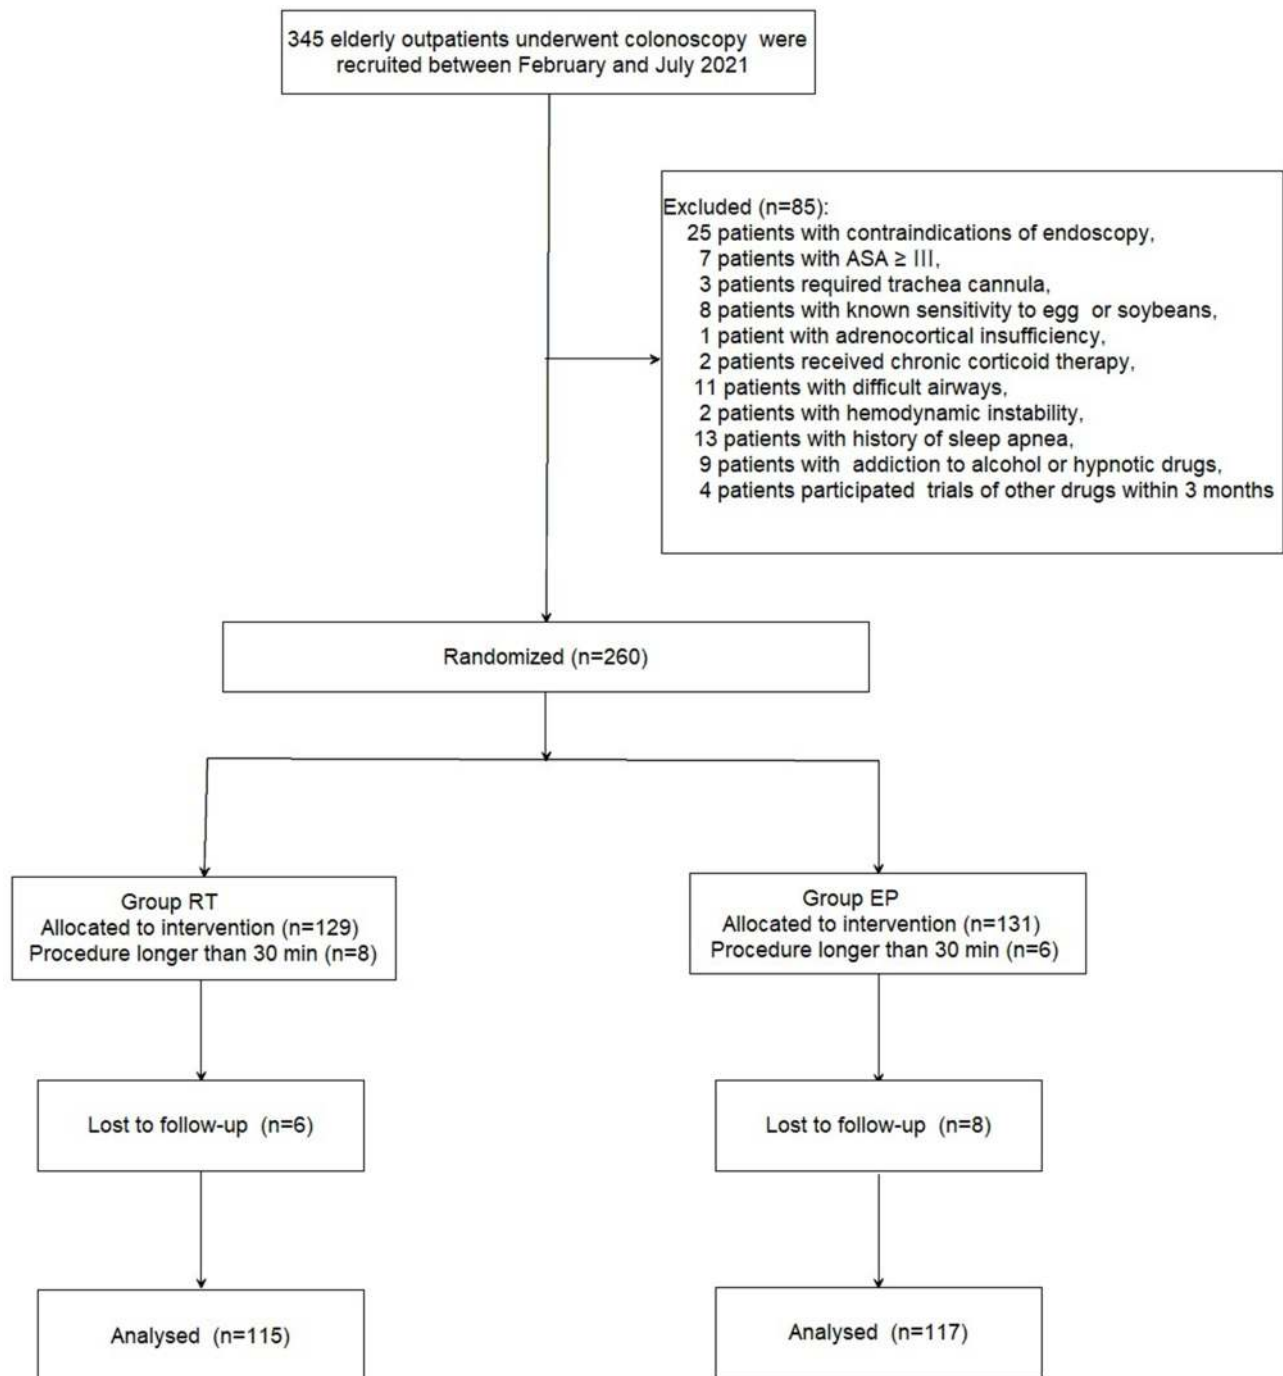 345 elderly outpatients underwent colonoscopy were
recruited between February and July 2021
Excluded (n=85):
25 patients with contraindications of endoscopy,
7 patients with ASA ≥ III,
3 patients required trachea cannula,
8 patients with known sensitivity to egg or soybeans,
1 patient with adrenocortical insufficiency,
2 patients received chronic corticoid therapy,
11 patients with difficult airways,
2 patients with hemodynamic instability,
13 patients with history of sleep apnea,
9 patients with addiction to alcohol or hypnotic drugs,
4 patients participated trials of other drugs within 3 months
Randomized (n=260)
Group RT
Allocated to intervention (n=129)
Procedure longer than 30 min (n=8)
Group EP
Allocated to intervention (n=131)
Procedure longer than 30 min (n=6)
Lost to follow-up (n=6)
Lost to follow-up (n=8)
Analysed (n=115)
Analysed (n=117)